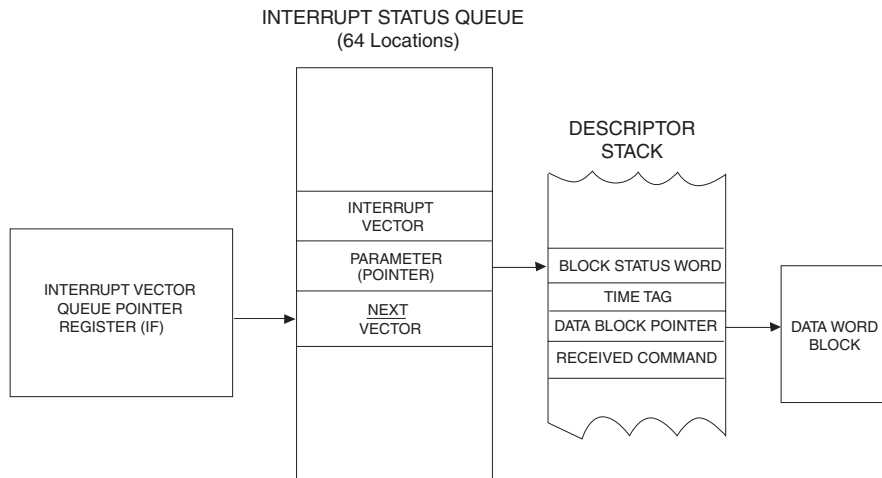 INTERRUPT STATUS QUEUE
(64 Locations)
DESCRIPTOR
STACK
INTERRUPT
VECTOR
PARAMETER
(POINTER)
NEXT
VECTOR
INTERRUPT VECTOR
QUEUE POINTER
REGISTER (IF)
BLOCK STATUS WORD
TIME TAG
DATA BLOCK POINTER
RECEIVED COMMAND
DATA WORD
BLOCK